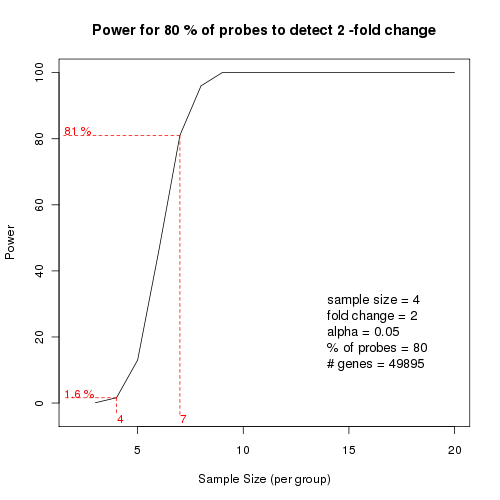 Power for 80 % of probes to detect 2 -fold change
100
80
60
40
20
0
Power
81 %
1.6 %
4
7
sample size = 4
fold change = 2
alpha = 0.05
% of probes = 80
# genes = 49895
5
10
15
20
Sample Size (per group)